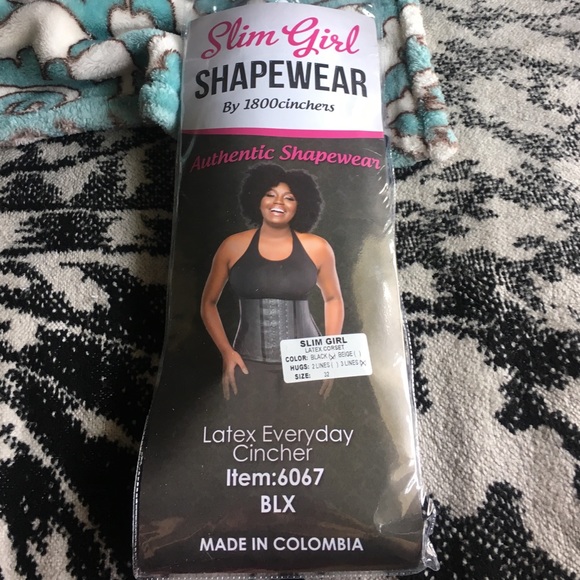 Slim Girl
SHAPEWEAR
By 1800cinchers
Authentic Shapewear
SLIM GIRL
LATEX CORSET
COLOR: BLACK (x) BEIGE ( )
HUGS: 2 LINES ( ) 3 LINES (x)
SIZE: 32
Latex Everyday
Cincher
Item:6067
BLX
MADE IN COLOMBIA